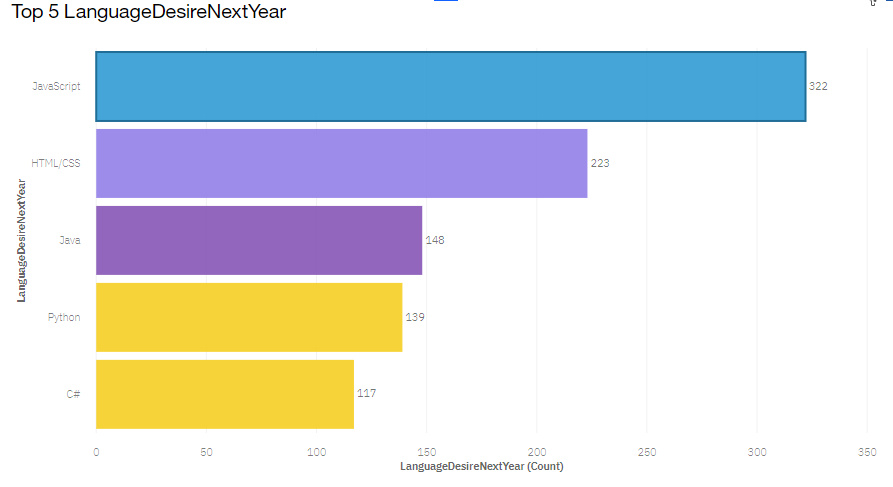 Top 5 LanguageDesireNextYear
JavaScript 322
HTML/CSS 223
Java 148
Python 139
C# 117
LanguageDesireNextYear
0 50 100 150 200 250 300 350
LanguageDesireNextYear (Count)